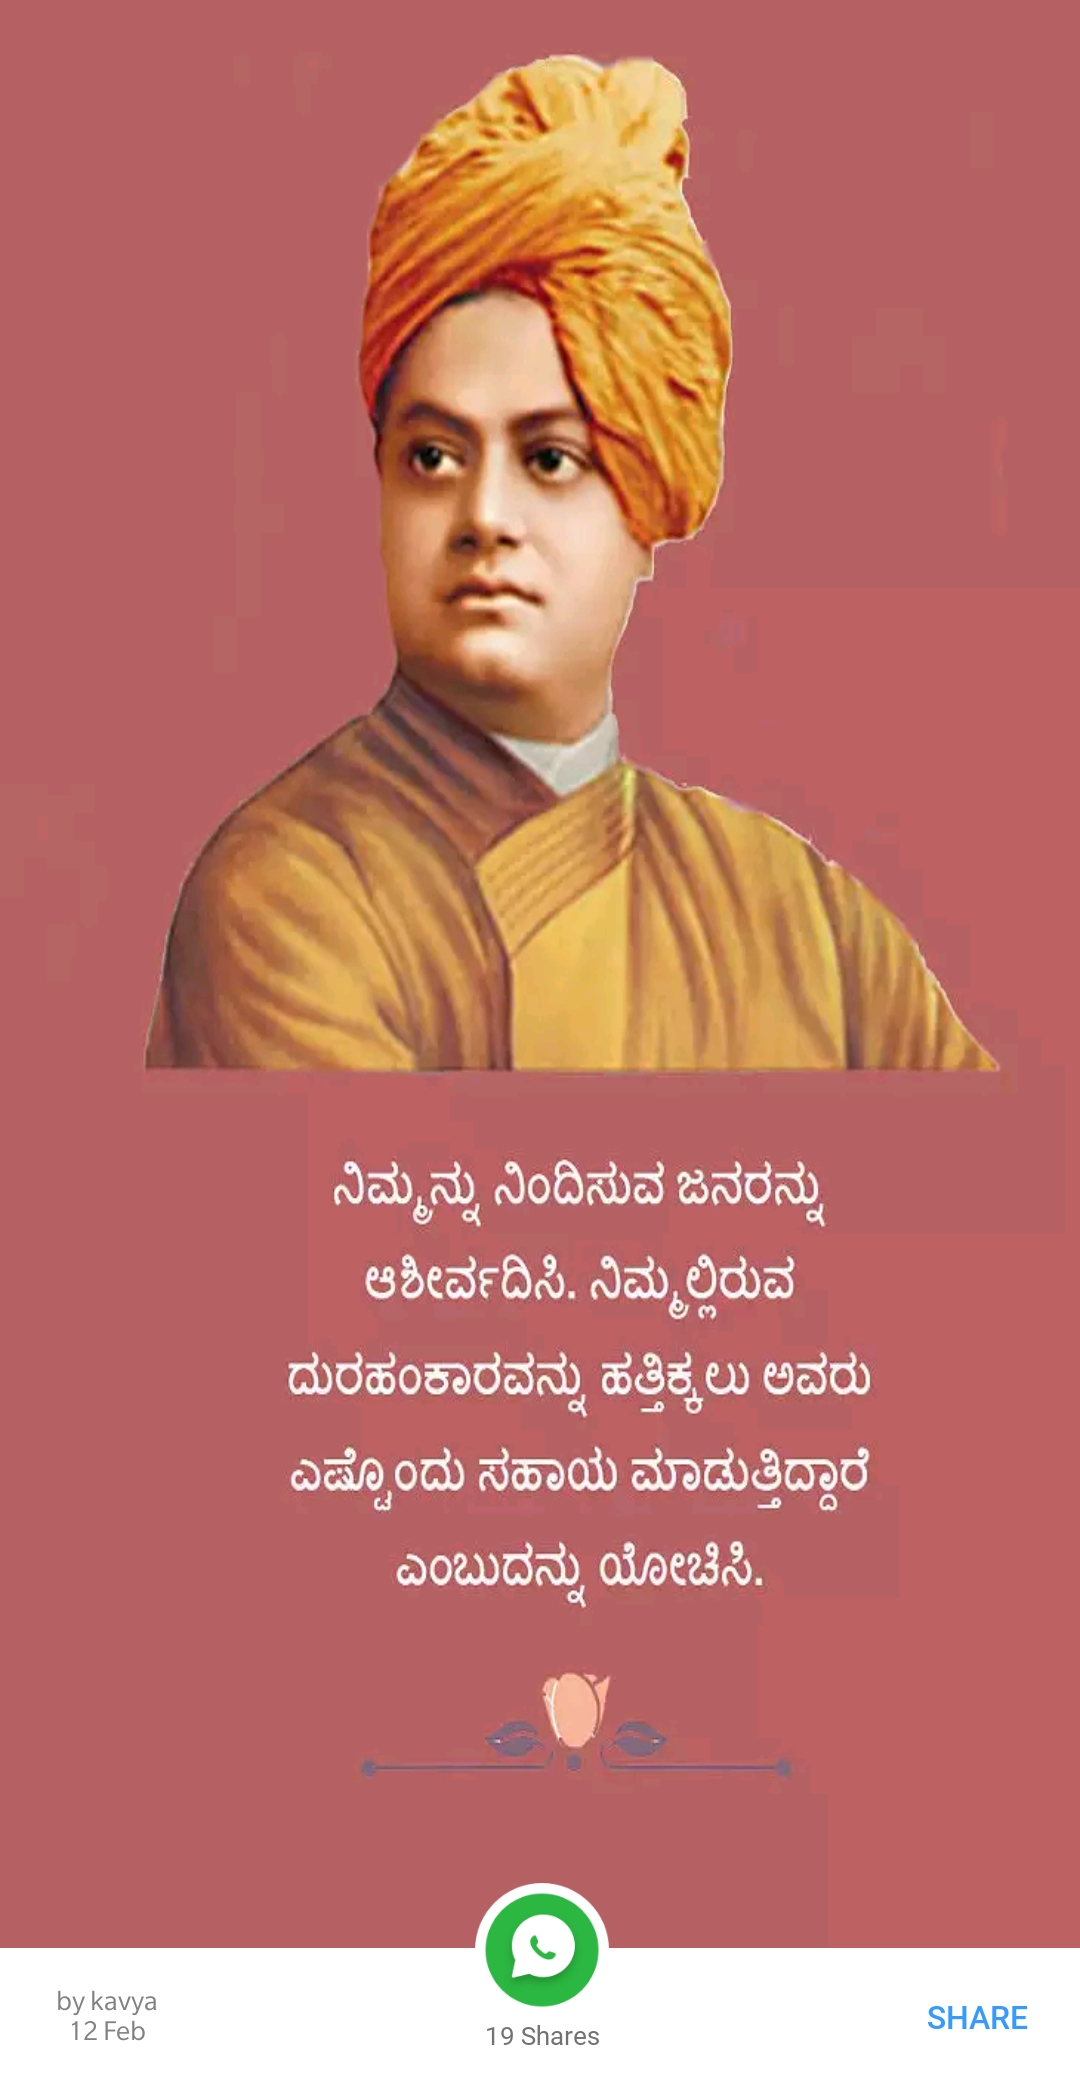 ನಿಮ್ಮನ್ನು ನಿಂದಿಸುವ ಜನರನ್ನು
ಆಶೀರ್ವದಿಸಿ. ನಿಮ್ಮಲ್ಲಿರುವ
ದುರಹಂಕಾರವನ್ನು ಹತ್ತಿಕ್ಕಲು ಅವರು
ಎಷ್ಟೊಂದು ಸಹಾಯ ಮಾಡುತ್ತಿದ್ದಾರೆ
ಎಂಬುದನ್ನು ಯೋಚಿಸಿ.
by kavya
12 Feb
19 Shares
SHARE